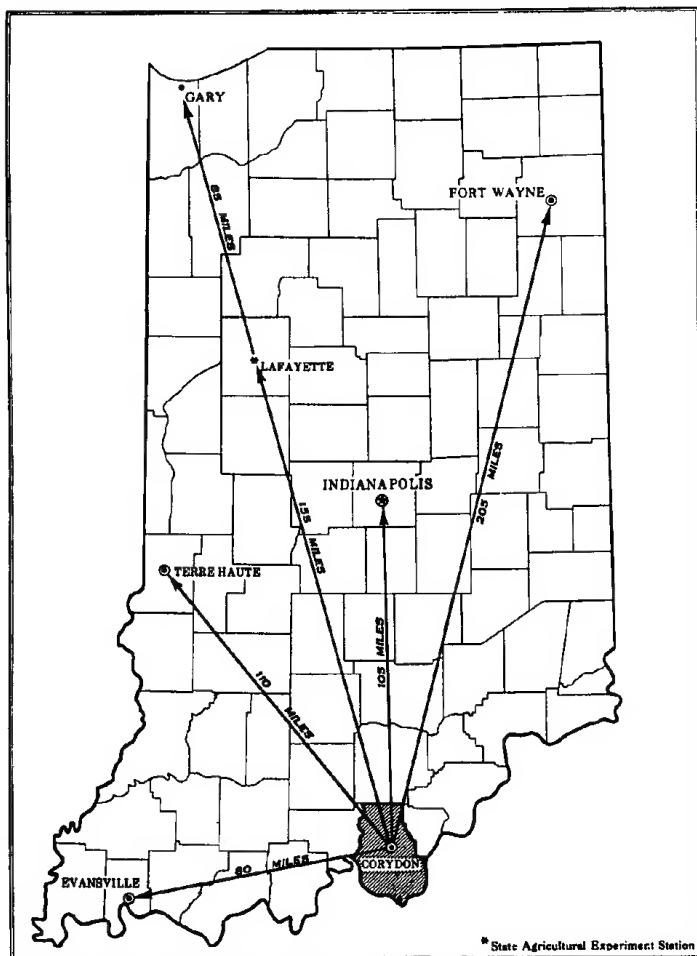 GARY
85 MILES
FORT WAYNE
LAFAYETTE
INDIANAPOLIS
205 MILES
155 MILES
TERRE HAUTE
105 MILES
110 MILES
CORYDON
80 MILES
EVANSVILLE
* State Agricultural Experiment Station